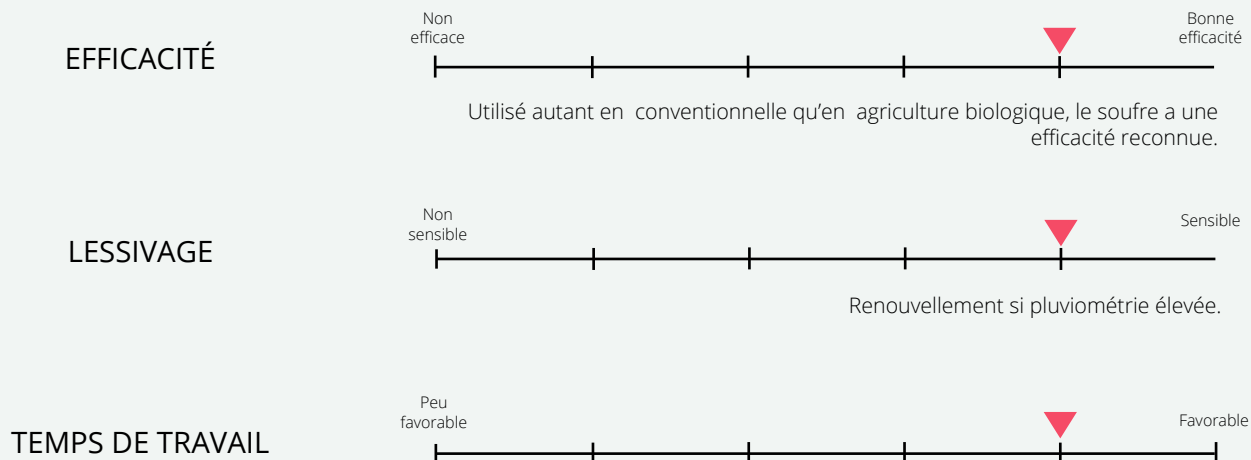 EFFICACITÉ
Non
efficace
Bonne
efficacité
Utilisé autant en  conventionnelle qu’en  agriculture biologique, le soufre a une
efficacité reconnue.
LESSIVAGE
Non
sensible
Sensible
Renouvellement si pluviométrie élevée.
TEMPS DE TRAVAIL
Peu
favorable
Favorable